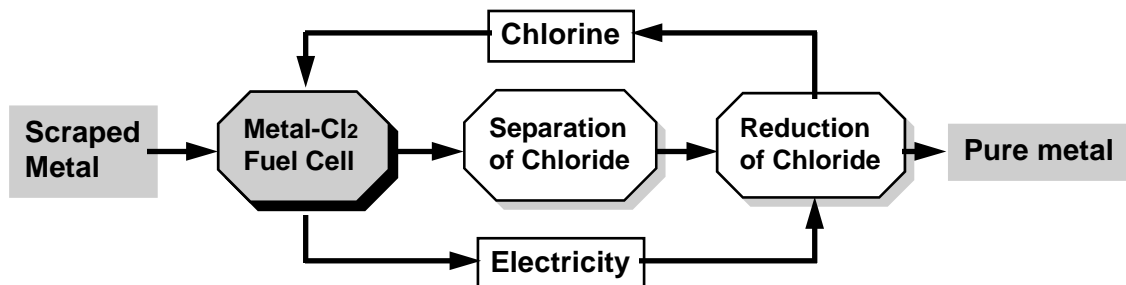 Chlorine
Scraped
Metal
Metal-Cl₂
Fuel Cell
Separation
of Chloride
Reduction
of Chloride
Pure metal
Electricity